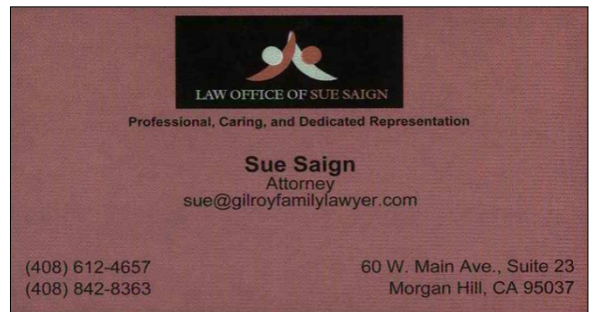 LAW OFFICE OF SUE SAIGN
Professional, Caring, and Dedicated Representation
Sue Saign
Attorney
sue@gilroyfamilylawyer.com
(408) 612-4657
(408) 842-8363
60 W. Main Ave., Suite 23
Morgan Hill, CA 95037